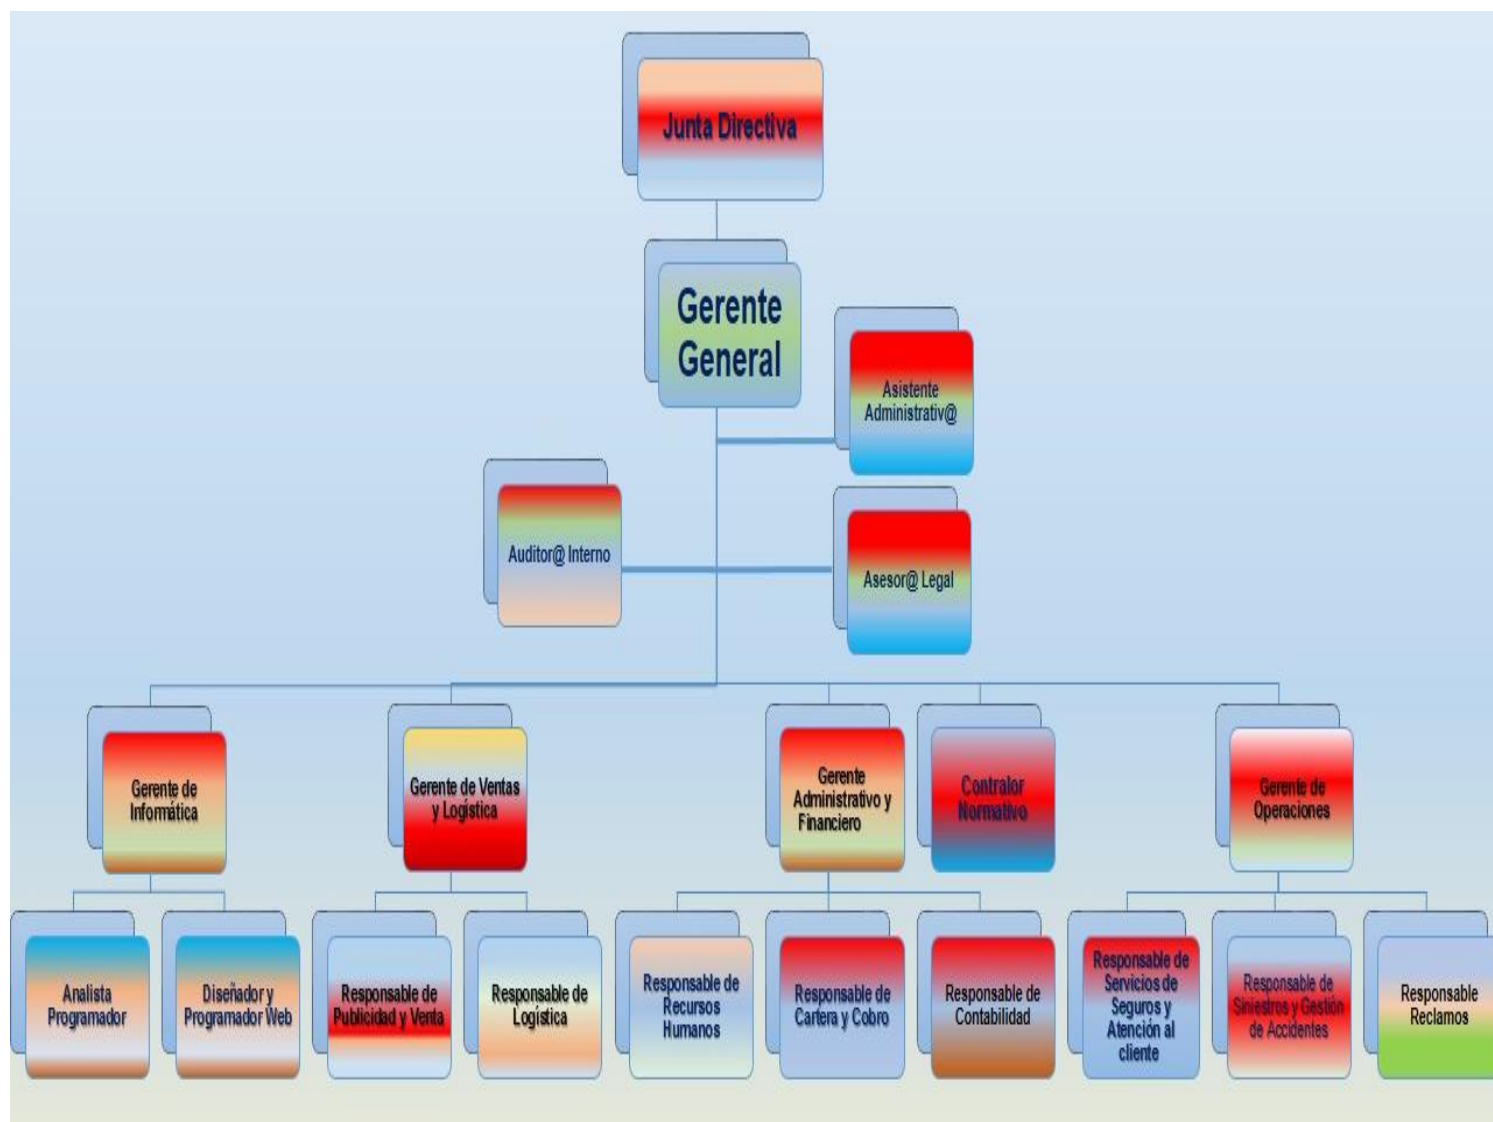 Junta Directiva
Gerente
General
Asistente
Administrativ@
Auditor@ Interno
Asesor@ Legal
Gerente de
Informática
Gerente de Ventas
y Logística
Gerente
Administrativo y
Financiero
Contralor
Normativo
Gerente de
Operaciones
Analista
Programador
Diseñador y
Programador Web
Responsable de
Publicidad y Venta
Responsable de
Logística
Responsable de
Recursos
Humanos
Responsable de
Cartera y Cobro
Responsable de
Contabilidad
Responsable de
Servicios de
Seguros y
Atención al
cliente
Responsable de
Siniestros y Gestión
de Accidentes
Responsable
Reclamos